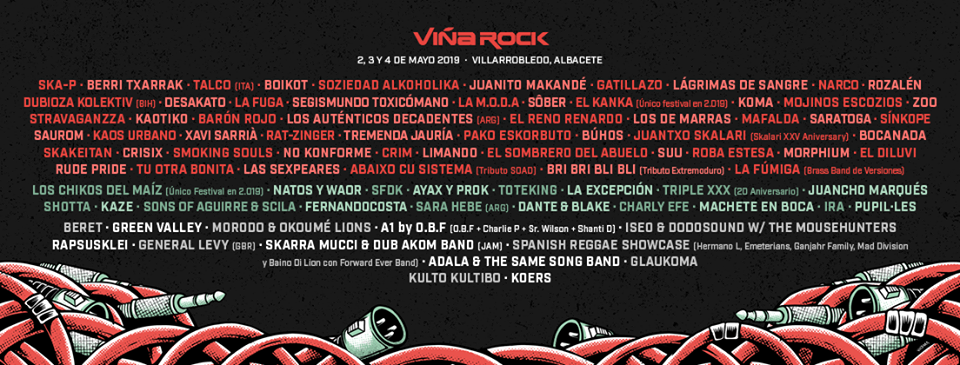 VIÑA ROCK
2, 3 Y 4 DE MAYO 2019 · VILLARROBLEDO, ALBACETE
SKA-P · BERRI TXARRAK · TALCO (ITA) · BOIKOT · SOZIEDAD ALKOHOLIKA · JUANITO MAKANDÉ · GATILLAZO · LÁGRIMAS DE SANGRE · NARCO · ROZALÉN
DUBIOZA KOLEKTIV (BIH) · DESAKATO · LA FUGA · SEGISMUNDO TOXICÓMANO · LA M.O.D.A · SÔBER · EL KANKA (Único festival en 2.019) · KOMA · MOJINOS ESCOZIOS · ZOO
STRAVAGANZZA · KAOTIKO · BARÓN ROJO · LOS AUTÉNTICOS DECADENTES (ARG) · EL RENO RENARDO · LOS DE MARRAS · MAFALDA · SARATOGA · SÍNKOPE
SAUROM · KAOS URBANO · XAVI SARRIÀ · RAT-ZINGER · TREMENDA JAURÍA · PAKO ESKORBUTO · BÚHOS · JUANTXO SKALARI (Skalari XXV Aniversary) · BOCANADA
SKAKEITAN · CRISIX · SMOKING SOULS · NO KONFORME · CRIM · LIMANDO · EL SOMBRERO DEL ABUELO · SUU · ROBA ESTESA · MORPHIUM · EL DILUVI
RUDE PRIDE · TU OTRA BONITA · LAS SEXPEARES · ABAIXO CU SISTEMA (Tributo SOAD) · BRI BRI BLI BLI (Tributo Extremoduro) · LA FÚMIGA (Brass Band de Versiones)
LOS CHIKOS DEL MAÍZ (Único Festival en 2.019) · NATOS Y WAOR · SFDK · AYAX Y PROK · TOTEKING · LA EXCEPCIÓN · TRIPLE XXX (20 Aniversario) · JUANCHO MARQUÉS
SHOTTA · KAZE · SONS OF AGUIRRE & SCILA · FERNANDOCOSTA · SARA HEBE (ARG) · DANTE & BLAKE · CHARLY EFE · MACHETE EN BOCA · IRA · PUPIL·LES
BERET · GREEN VALLEY · MORODO & OKOUMÉ LIONS · A1 by O.B.F (O.B.F + Charlie P + Sr. Wilson + Shanti D) · ISEO & DODOSOUND W/ THE MOUSEHUNTERS
RAPSUSKLEI · GENERAL LEVY (GBR) · SKARRA MUCCI & DUB AKOM BAND (JAM) · SPANISH REGGAE SHOWCASE (Hermano L, Emeterians, Ganjahr Family, Mad Division
y Baino Di Lion con Forward Ever Band) · ADALA & THE SAME SONG BAND · GLAUKOMA
KULTO KULTIBO · KOERS